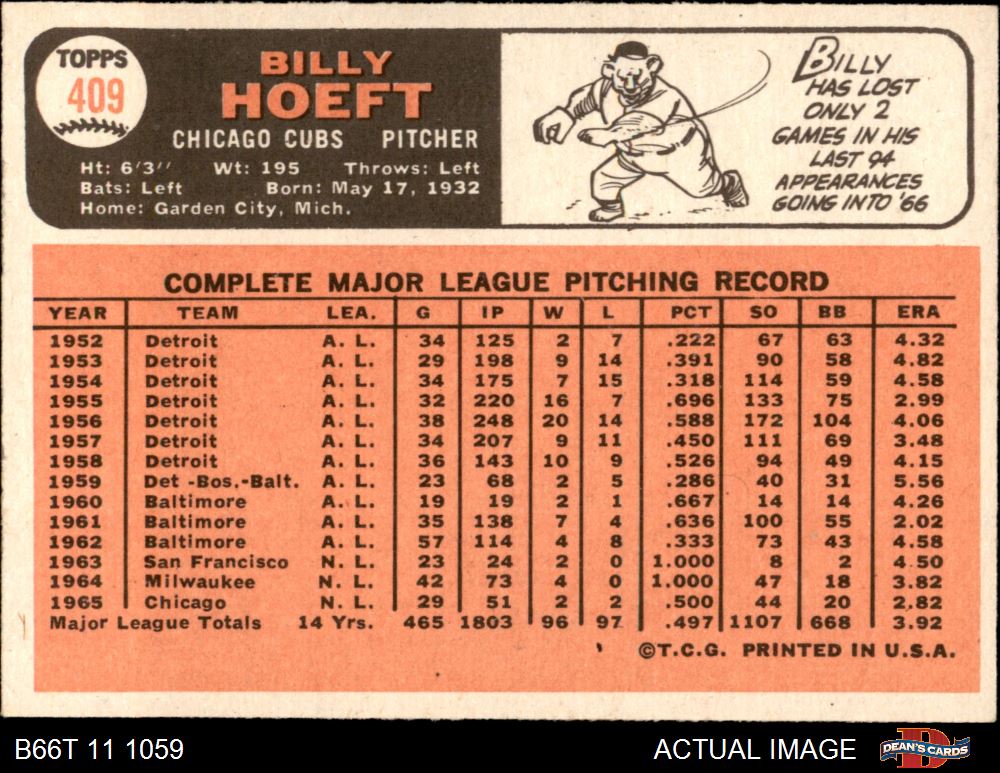 TOPPS
409
BILLY
HOEFT
CHICAGO CUBS PITCHER
Ht: 6'3'' Wt: 195 Throws: Left
Bats: Left Born: May 17, 1932
Home: Garden City, Mich.
BILLY
HAS LOST
ONLY 2
GAMES IN HIS
LAST 94
APPEARANCES
GOING INTO '66
COMPLETE MAJOR LEAGUE PITCHING RECORD
YEAR TEAM LEA. G IP W L PCT SO BB ERA
1952 Detroit A. L. 34 125 2 7 .222 67 63 4.32
1953 Detroit A. L. 29 198 9 14 .391 90 58 4.82
1954 Detroit A. L. 34 175 7 15 .318 114 59 4.58
1955 Detroit A. L. 32 220 16 7 .696 133 75 2.99
1956 Detroit A. L. 38 248 20 14 .588 172 104 4.06
1957 Detroit A. L. 34 207 9 11 .450 111 69 3.48
1958 Detroit A. L. 36 143 10 9 .526 94 49 4.15
1959 Det -Bos.-Balt. A. L. 23 68 2 5 .286 40 31 5.56
1960 Baltimore A. L. 19 19 2 1 .667 14 14 4.26
1961 Baltimore A. L. 35 138 7 4 .636 100 55 2.02
1962 Baltimore A. L. 57 114 4 8 .333 73 43 4.58
1963 San Francisco N. L. 23 24 2 0 1.000 8 2 4.50
1964 Milwaukee N. L. 42 73 4 0 1.000 47 18 3.82
1965 Chicago N. L. 29 51 2 2 .500 44 20 2.82
Major League Totals 14 Yrs. 465 1803 96 97 .497 1107 668 3.92
©T.C.G. PRINTED IN U.S.A.
B66T 11 1059 ACTUAL IMAGE
DEAN'S CARDS